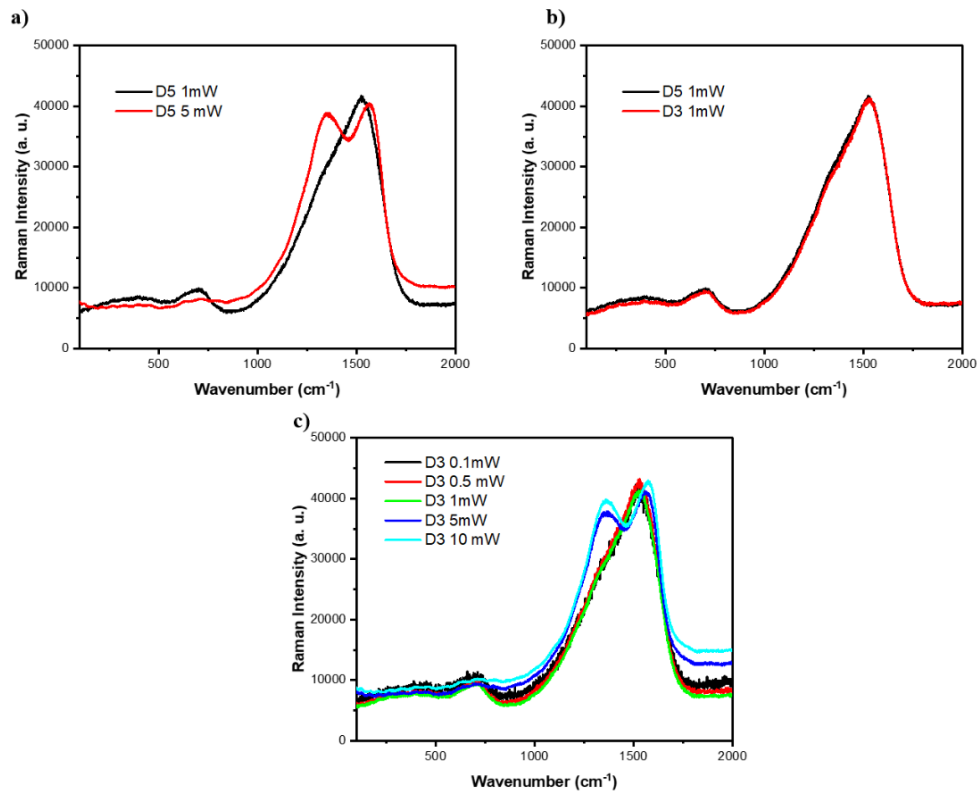 a)
50000
40000
30000
20000
10000
0
Raman Intensity (a. u.)
D5 1mW
D5 5 mW
500
1000
1500
2000
Wavenumber (cm-1)
b)
50000
40000
30000
20000
10000
0
Raman Intensity (a. u.)
D5 1mW
D3 1mW
500
1000
1500
2000
Wavenumber (cm-1)
c)
50000
40000
30000
20000
10000
0
Raman Intensity (a. u.)
D3 0.1mW
D3 0.5 mW
D3 1mW
D3 5mW
D3 10 mW
500
1000
1500
2000
Wavenumber (cm-1)